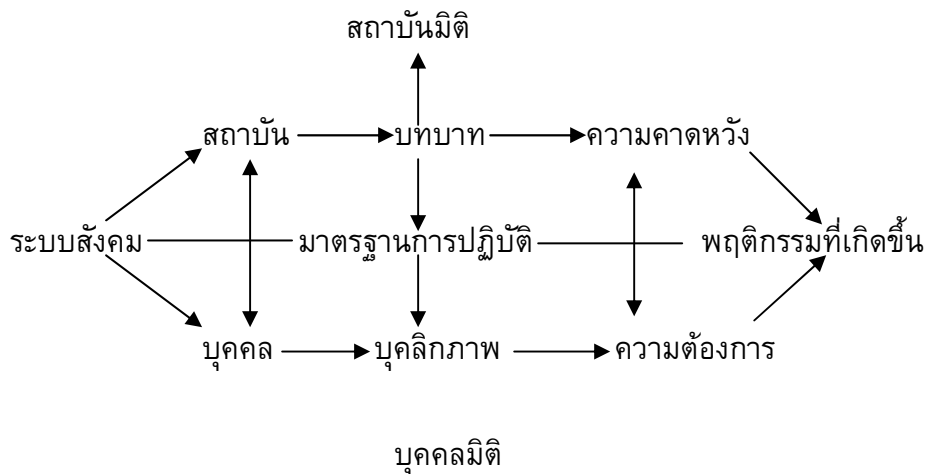 สถาบันมิติ
สถาบัน บทบาท ความคาดหวัง
ระบบสังคม มาตรฐานการปฏิบัติ พฤติกรรมที่เกิดขึ้น
บุคคล บุคลิกภาพ ความต้องการ
บุคคลมิติ